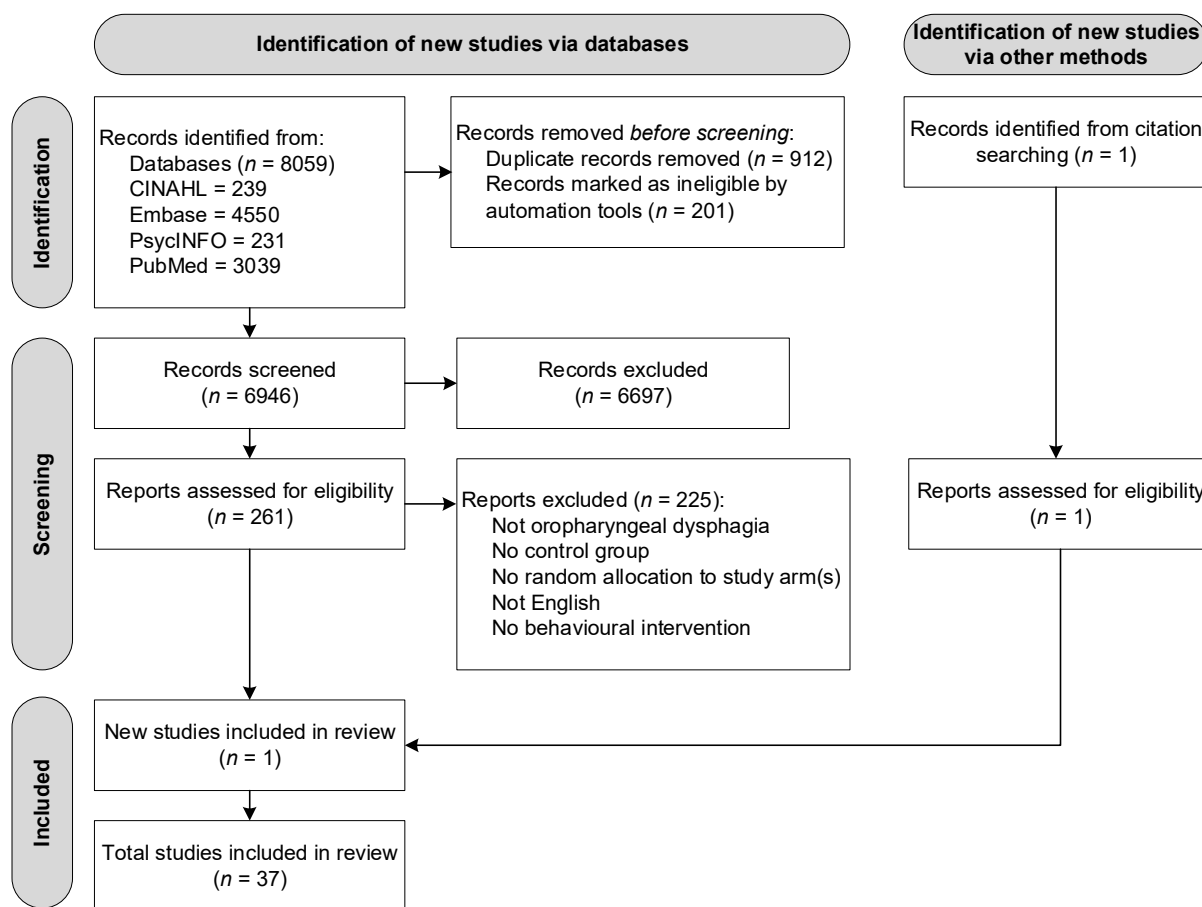 Identification of new studies via databases
Identification of new studies
via other methods
Identification
Records identified from:
Databases (n = 8059)
CINAHL = 239
Embase = 4550
PsycINFO = 231
PubMed = 3039
Records removed before screening:
Duplicate records removed (n = 912)
Records marked as ineligible by
automation tools (n = 201)
Records identified from citation
searching (n = 1)
Screening
Records screened
(n = 6946)
Records excluded
(n = 6697)
Reports assessed for eligibility
(n = 261)
Reports excluded (n = 225):
Not oropharyngeal dysphagia
No control group
No random allocation to study arm(s)
Not English
No behavioural intervention
Reports assessed for eligibility
(n = 1)
Included
New studies included in review
(n = 1)
Total studies included in review
(n = 37)